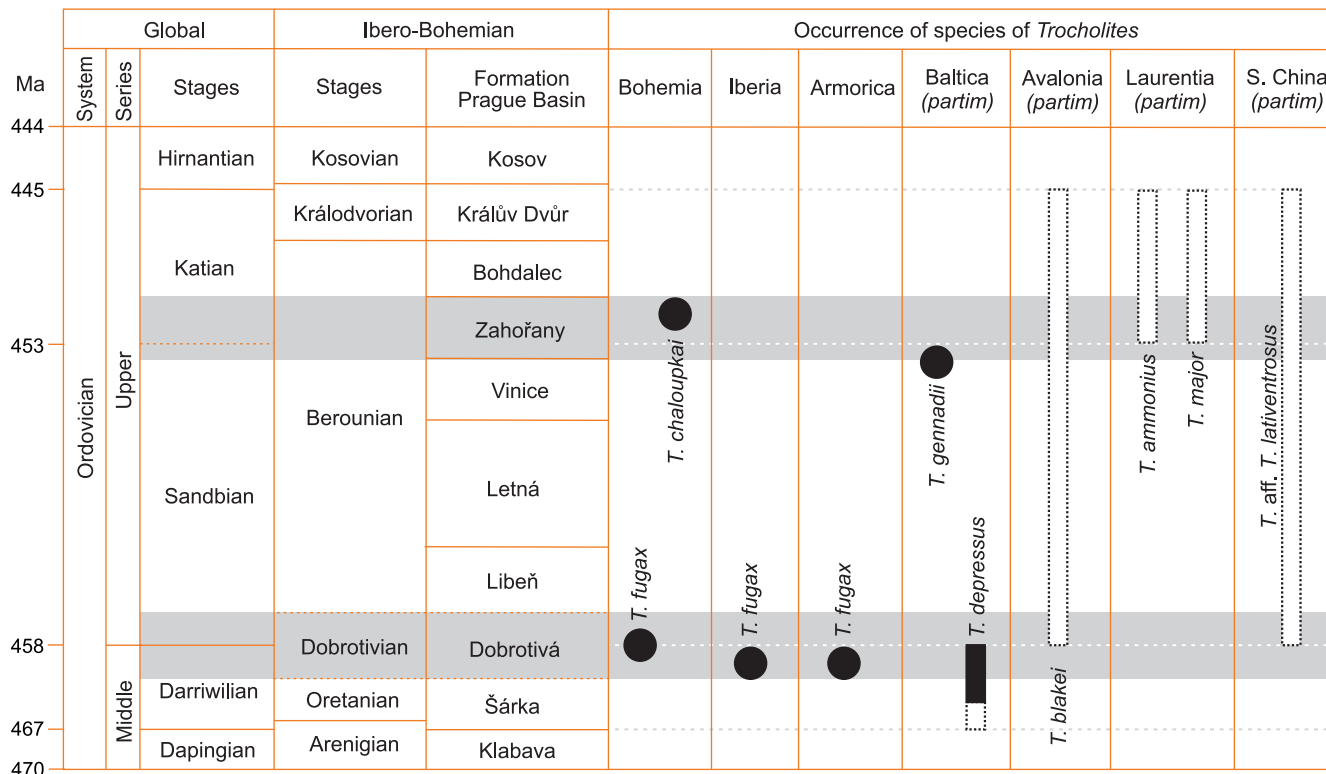 Global
Ibero-Bohemian
Occurrence of species of Trocholites
Ma
System
Series
Stages
Stages
Formation
Prague Basin
Bohemia
Iberia
Armorica
Baltica
(partim)
Avalonia
(partim)
Laurentia
(partim)
S. China
(partim)
444
445
453
458
467
470
Ordovician
Upper
Middle
Hirnantian
Katian
Sandbian
Darriwilian
Dapingian
Kosovian
Králodvorian
Berounian
Dobrotivian
Oretanian
Arenigian
Kosov
Králův Dvůr
Bohdalec
Zahořany
Vinice
Letná
Libeň
Dobrotivá
Šárka
Klabava
T. fugax
T. chaloupkai
T. fugax
T. fugax
T. gennadii
T. depressus
T. blakei
T. ammonius
T. major
T. aff. T. lativentrosus